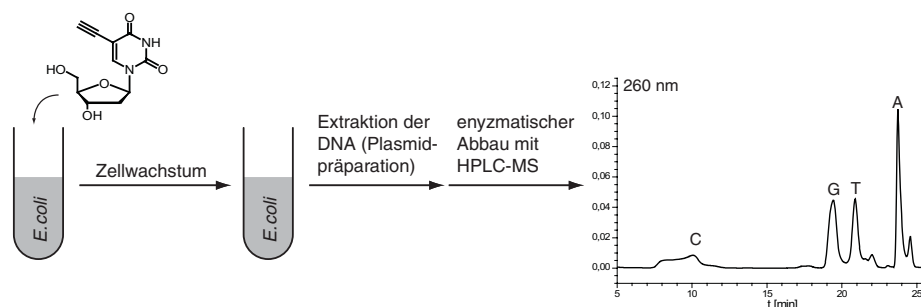 O
NH
N
O
HO
O
OH
E.coli
Zellwachstum
E.coli
Extraktion der
DNA (Plasmid-
präparation)
enyzmatischer
Abbau mit
HPLC-MS
260 nm
0,12
0,10
0,08
0,06
0,04
0,02
0,00
C
G
T
A
5
10
15
20
25
t [min]